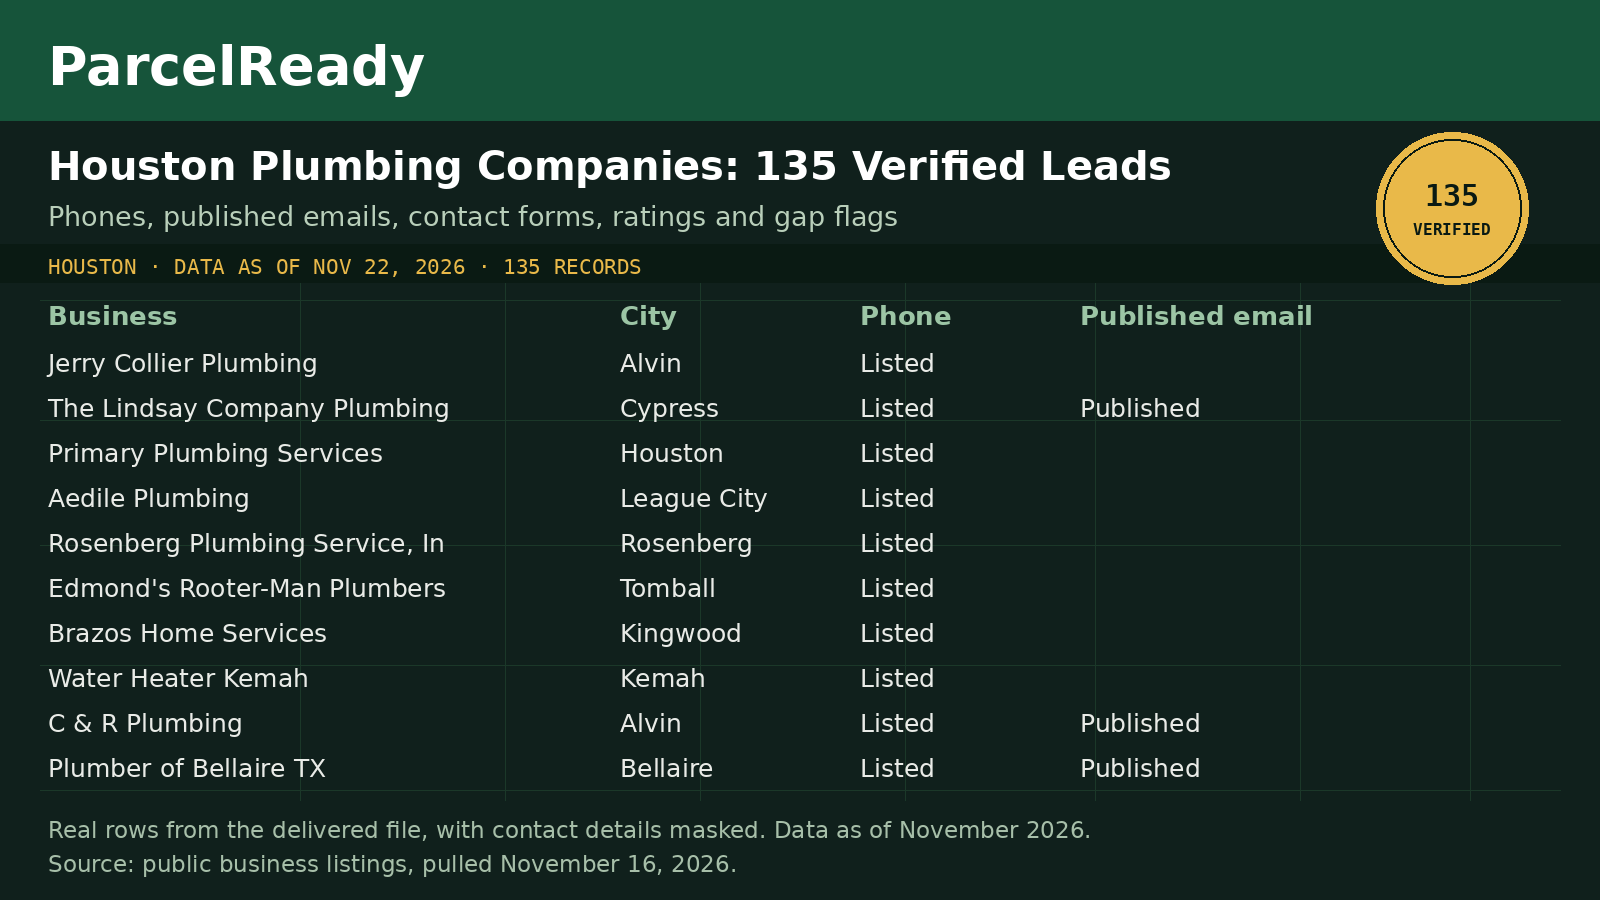 ParcelReady
Houston Plumbing Companies: 135 Verified Leads
Phones, published emails, contact forms, ratings and gap flags
135
VERIFIED
HOUSTON · DATA AS OF NOV 22, 2026 · 135 RECORDS
Business City Phone Published email
Jerry Collier Plumbing Alvin Listed
The Lindsay Company Plumbing Cypress Listed Published
Primary Plumbing Services Houston Listed
Aedile Plumbing League City Listed
Rosenberg Plumbing Service, In Rosenberg Listed
Edmond's Rooter-Man Plumbers Tomball Listed
Brazos Home Services Kingwood Listed
Water Heater Kemah Kemah Listed
C & R Plumbing Alvin Listed Published
Plumber of Bellaire TX Bellaire Listed Published
Real rows from the delivered file, with contact details masked. Data as of November 2026.
Source: public business listings, pulled November 16, 2026.